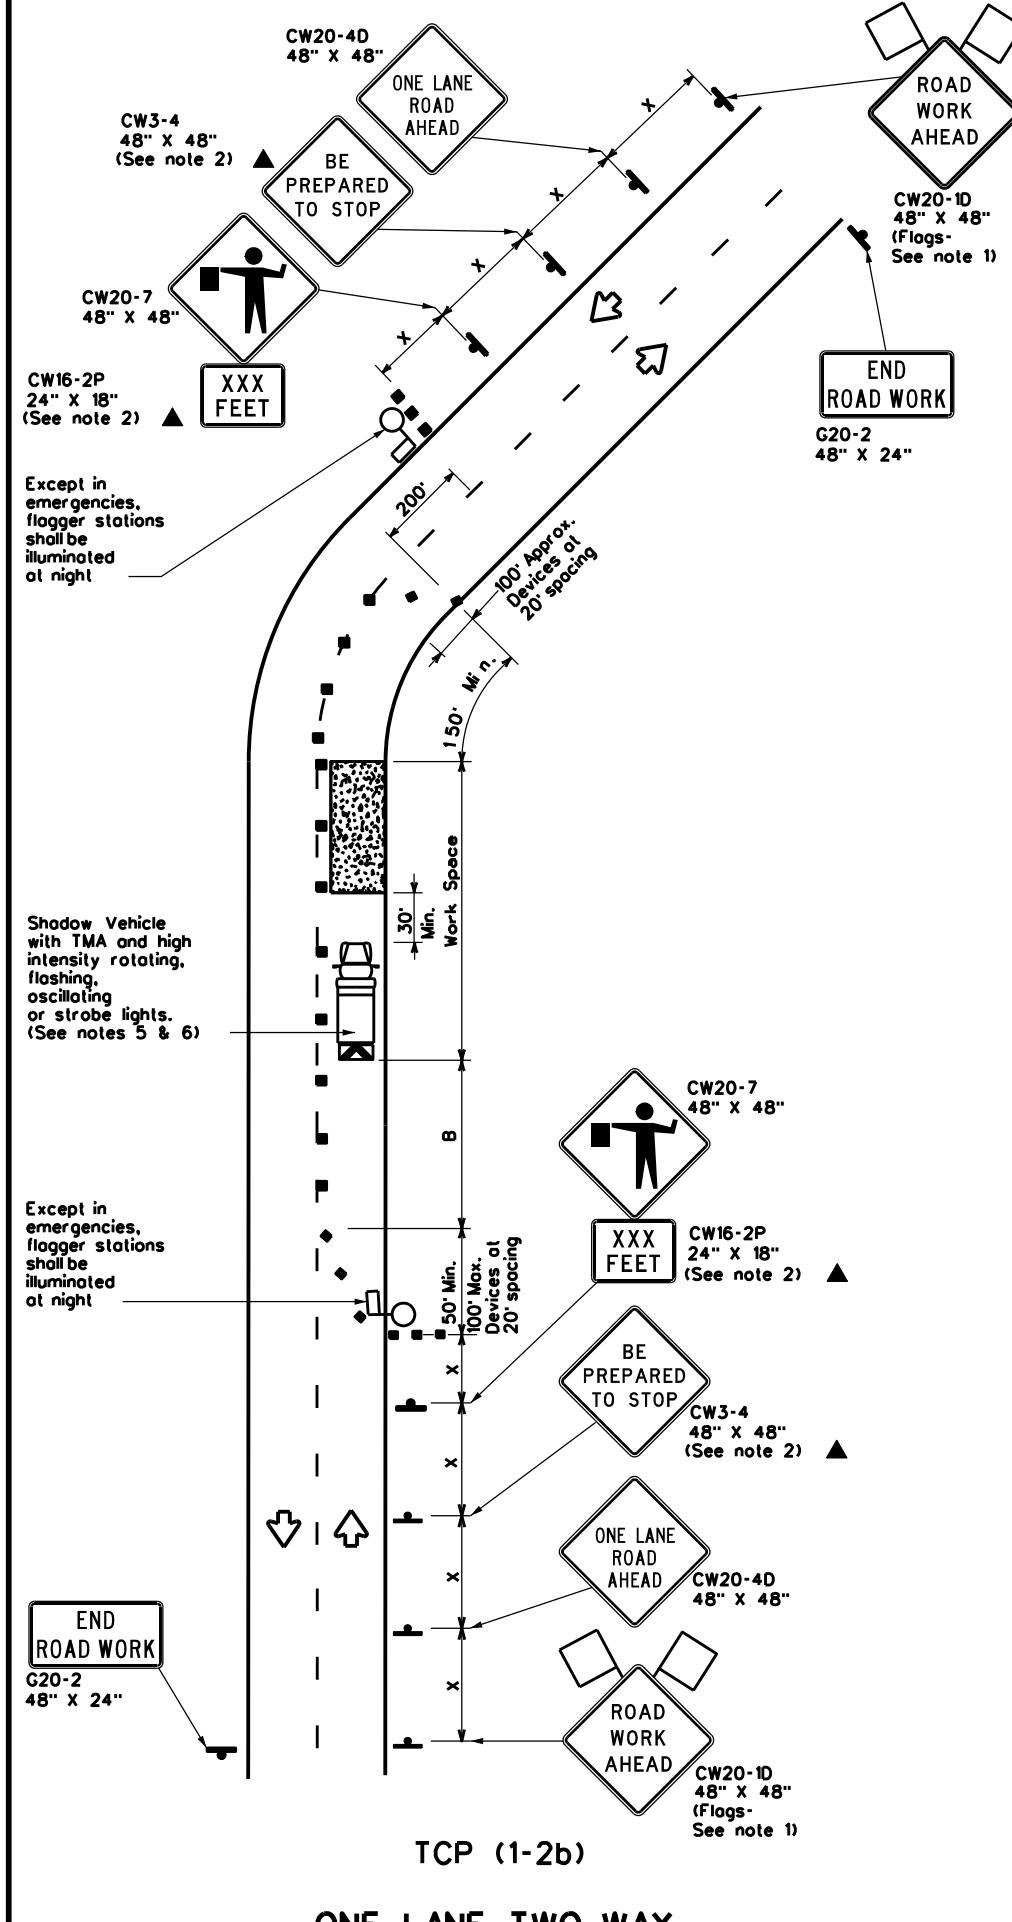 CW20-4D
48" X 48"
ONE LANE
ROAD
AHEAD
CW3-4
48" X 48"
(See note 2)
BE
PREPARED
TO STOP
CW20-7
48" X 48"
CW16-2P
24" X 18"
(See note 2)
XXX
FEET
X
X
X
X
ROAD
WORK
AHEAD
CW20-1D
48" X 48"
(Flags-
See note 1)
END
ROAD WORK
G20-2
48" X 24"
Except in
emergencies,
flagger stations
shall be
illuminated
at night
200'
100' Approx.
Devices at
20' spacing
150' Min.
Work Space
30'
Min.
Shadow Vehicle
with TMA and high
intensity rotating,
flashing,
oscillating
or strobe lights.
(See notes 5 & 6)
B
CW20-7
48" X 48"
XXX
FEET
CW16-2P
24" X 18"
(See note 2)
Except in
emergencies,
flagger stations
shall be
illuminated
at night
50' Min.
100' Max.
Devices at
20' spacing
X
X
X
X
BE
PREPARED
TO STOP
CW3-4
48" X 48"
(See note 2)
ONE LANE
ROAD
AHEAD
CW20-4D
48" X 48"
END
ROAD WORK
G20-2
48" X 24"
ROAD
WORK
AHEAD
CW20-1D
48" X 48"
(Flags-
See note 1)
TCP (1-2b)
ONE LANE TWO WAY